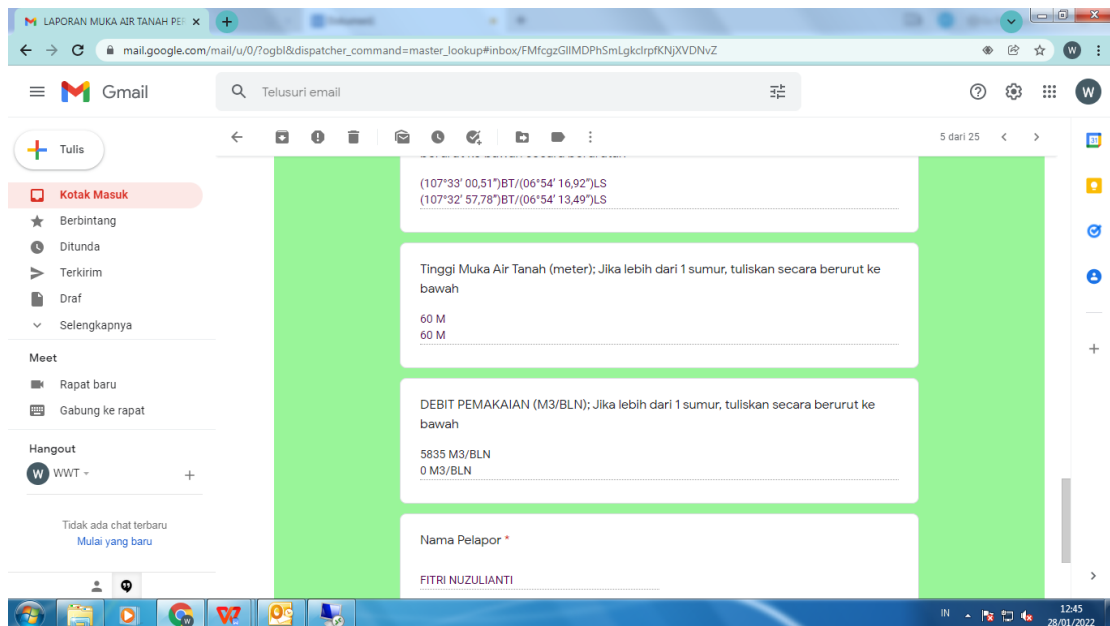 LAPORAN MUKA AIR TANAH PER
mail.google.com/mail/u/0/?ogbl&dispatcher_command=master_lookup#inbox/FMfcgzGllMDPhSmLgkclrpfKNjXVDNvZ
W
Gmail
Telusuri email
W
Tulis
5 dari 25
31
Kotak Masuk
Berbintang
Ditunda
Terkirim
Draf
Selengkapnya
Meet
Rapat baru
Gabung ke rapat
Hangout
W WWT
Tidak ada chat terbaru
Mulai yang baru
(107°33' 00,51")BT/(06°54' 16,92")LS
(107°32' 57,78")BT/(06°54' 13,49")LS
Tinggi Muka Air Tanah (meter); Jika lebih dari 1 sumur, tuliskan secara berurut ke
bawah
60 M
60 M
DEBIT PEMAKAIAN (M3/BLN); Jika lebih dari 1 sumur, tuliskan secara berurut ke
bawah
5835 M3/BLN
0 M3/BLN
Nama Pelapor *
FITRI NUZULIANTI
IN
12:45
28/01/2022